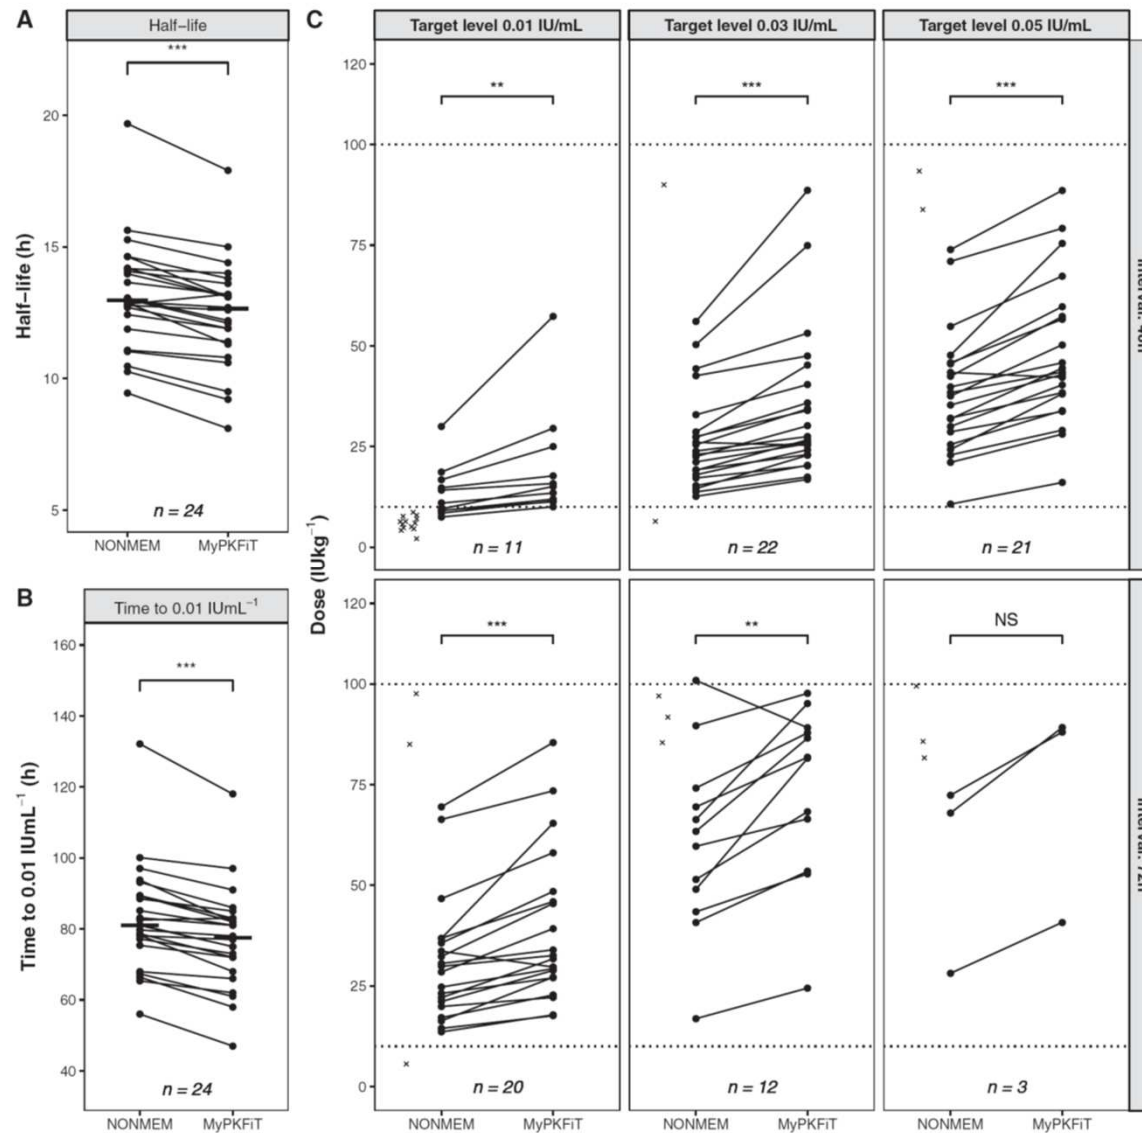 A
Half–life
***
Half–life (h)
20
15
10
5
n = 24
NONMEM MyPKFiT
B
Time to 0.01 IUmL⁻¹
***
Time to 0.01 IUmL⁻¹ (h)
160
140
120
100
80
60
40
n = 24
NONMEM MyPKFiT
C
Target level 0.01 IU/mL Target level 0.03 IU/mL Target level 0.05 IU/mL
Dose (IUkg⁻¹)
120
100
75
50
25
0
** *** ***
n = 11 n = 22 n = 21
120
100
75
50
25
0
*** ** NS
n = 20 n = 12 n = 3
NONMEM MyPKFiT NONMEM MyPKFiT NONMEM MyPKFiT